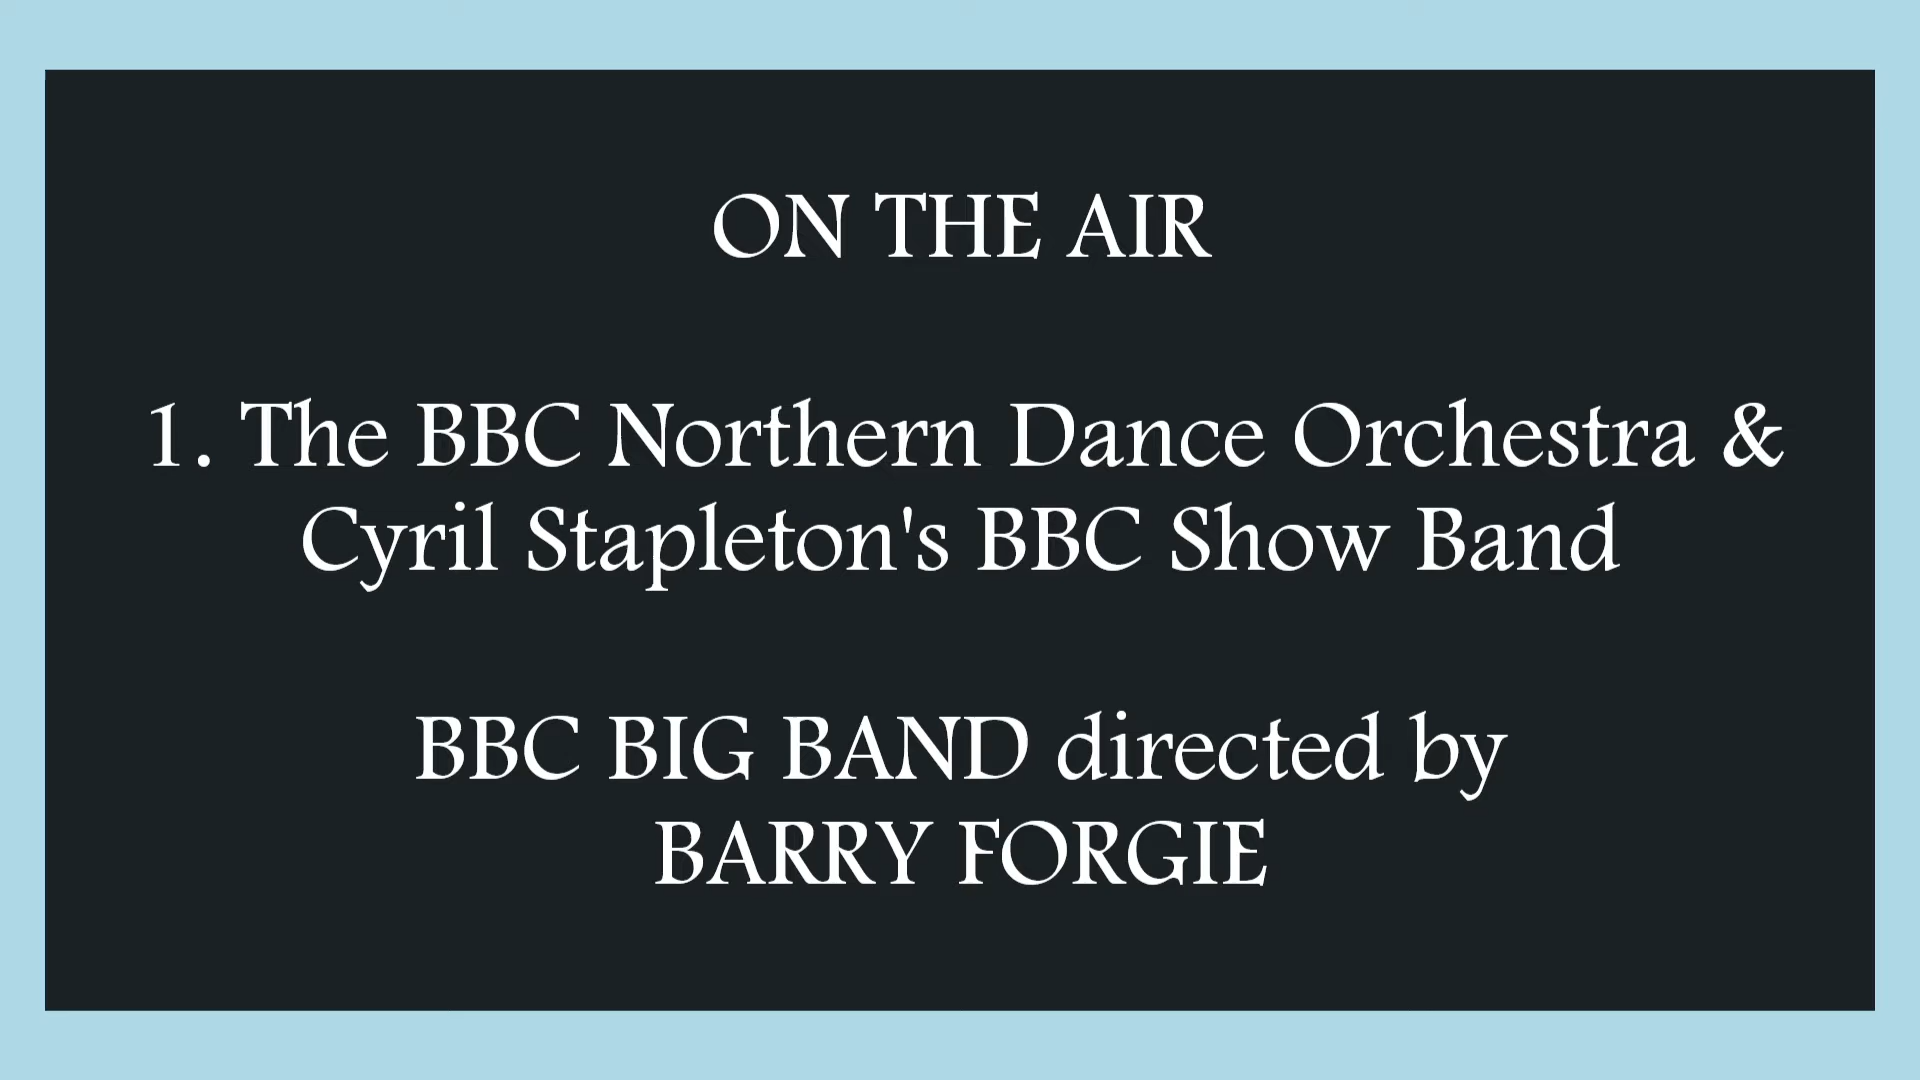 ON THE AIR
1. The BBC Northern Dance Orchestra &
Cyril Stapleton's BBC Show Band
BBC BIG BAND directed by
BARRY FORGIE